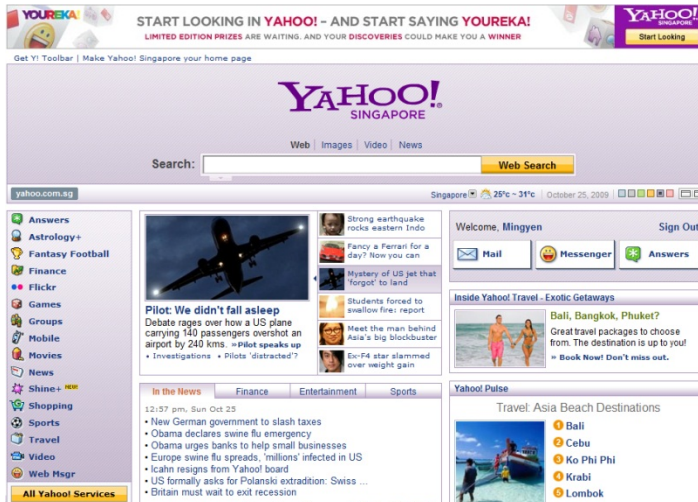 YOUREKA!
START LOOKING IN YAHOO! - AND START SAYING YOUREKA!
LIMITED EDITION PRIZES ARE WAITING. AND YOUR DISCOVERIES COULD MAKE YOU A WINNER
YAHOO!
SINGAPORE
Start Looking
Get Y! Toolbar | Make Yahoo! Singapore your home page
YAHOO!
SINGAPORE
Web | Images | Video | News
Search:
Web Search
yahoo.com.sg
Singapore 25°c ~ 31°c | October 25, 2009
Answers
Astrology+
Fantasy Football
Finance
Flickr
Games
Groups
Mobile
Movies
News
Shine+ NEW!
Shopping
Sports
Travel
Video
Web Msgr
All Yahoo! Services
Pilot: We didn't fall asleep
Debate rages over how a US plane
carrying 140 passengers overshot an
airport by 240 kms. »Pilot speaks up
• Investigations • Pilots 'distracted'?
Strong earthquake
rocks eastern Indo
Fancy a Ferrari for a
day? Now you can
Mystery of US jet that
'forgot' to land
Students forced to
swallow fire: report
Meet the man behind
Asia's big blockbuster
Ex-F4 star slammed
over weight gain
In the News
Finance
Entertainment
Sports
12:57 pm, Sun Oct 25
• New German government to slash taxes
• Obama declares swine flu emergency
• Obama urges banks to help small businesses
• Europe swine flu spreads, 'millions' infected in US
• Icahn resigns from Yahoo! board
• US formally asks for Polanski extradition: Swiss ...
• Britain must wait to exit recession
Welcome, Mingyen
Sign Out
Mail
Messenger
Answers
Inside Yahoo! Travel - Exotic Getaways
Bali, Bangkok, Phuket?
Great travel packages to choose
from. The destination is up to you!
» Book Now! Don't miss out.
Yahoo! Pulse
Travel: Asia Beach Destinations
1 Bali
2 Cebu
3 Ko Phi Phi
4 Krabi
5 Lombok